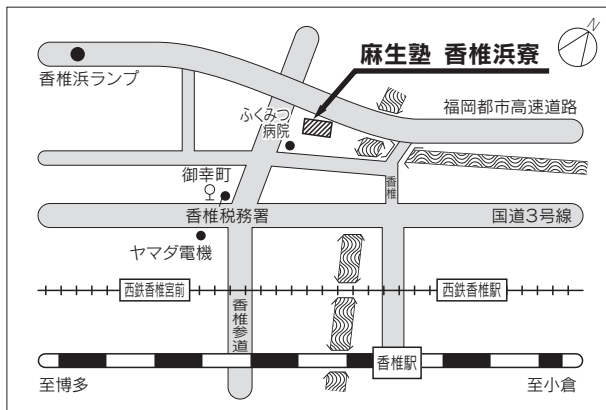 N
麻生塾 香椎浜寮
香椎浜ランプ
福岡都市高速道路
ふくみつ
病院
御幸町
香椎
香椎税務署
国道3号線
ヤマダ電機
西鉄香椎宮前
西鉄香椎駅
香椎参道
香椎駅
至博多
至小倉